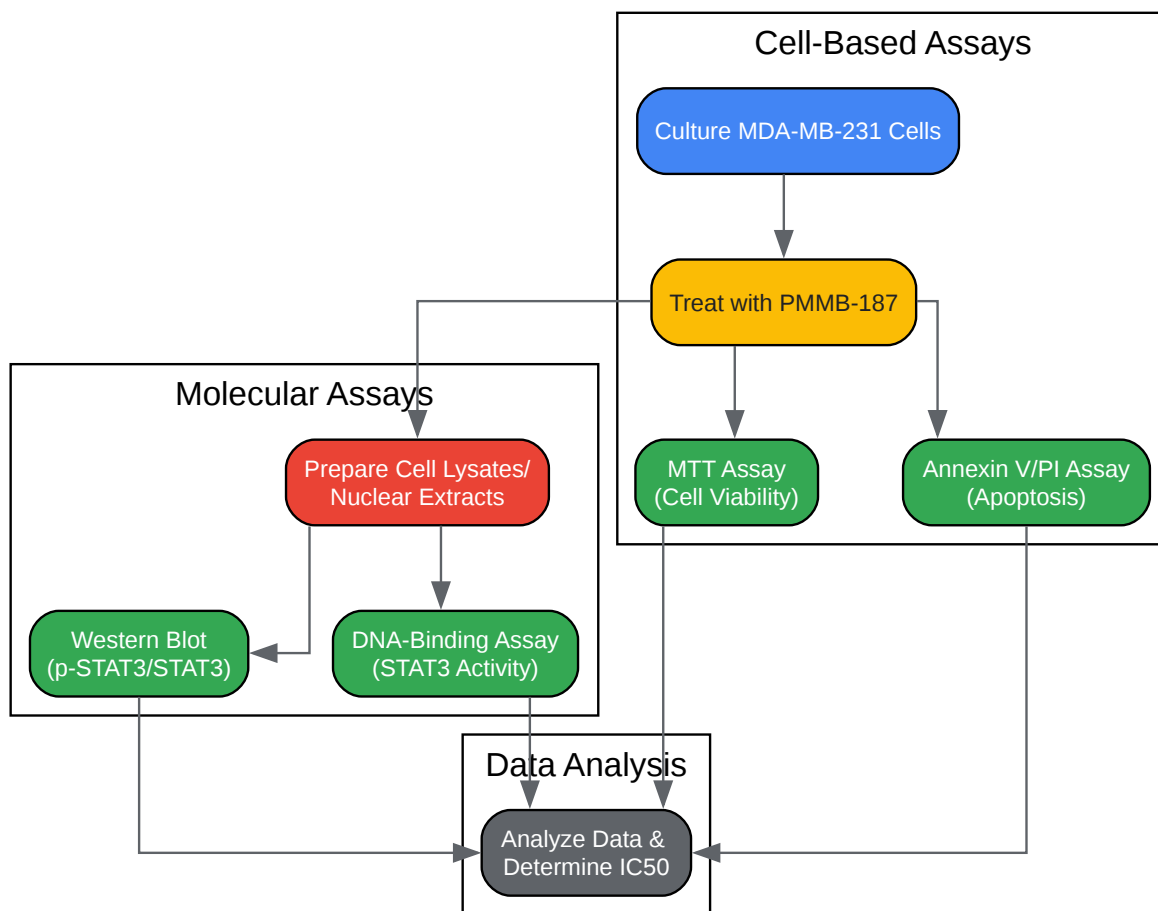 Cell-Based Assays
Culture MDA-MB-231 Cells
Treat with PMMB-187
Molecular Assays
Prepare Cell Lysates/
Nuclear Extracts
MTT Assay
(Cell Viability)
Annexin V/PI Assay
(Apoptosis)
Western Blot
(p-STAT3/STAT3)
DNA-Binding Assay
(STAT3 Activity)
Data Analysis
Analyze Data &
Determine IC50